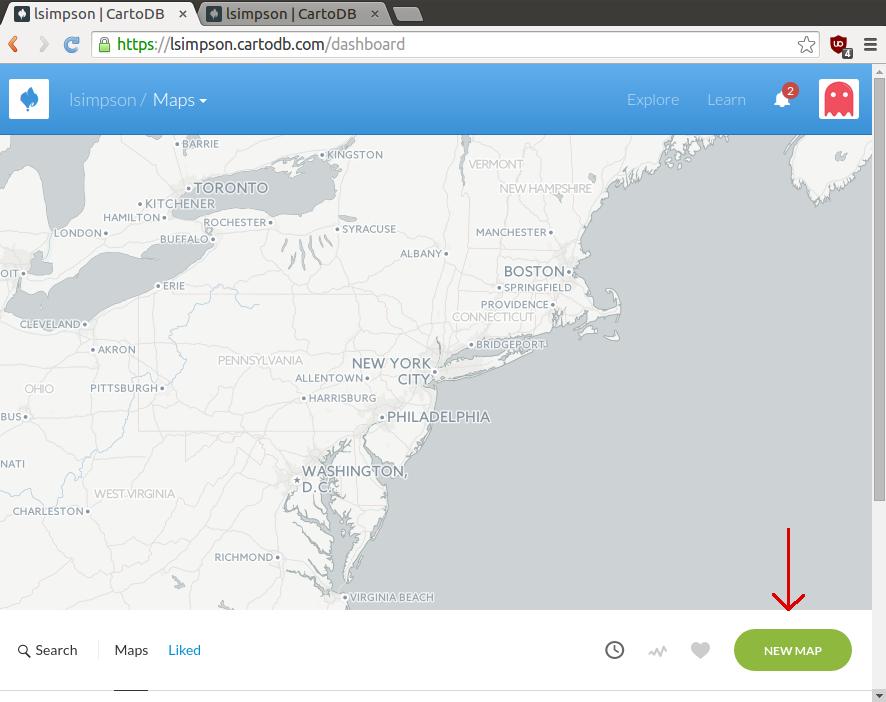 lsimpson | CartoDB
lsimpson | CartoDB
https://lsimpson.cartodb.com/dashboard
UD
4
lsimpson / Maps
Explore
Learn
2
BARRIE
KINGSTON
VERMONT
TORONTO
NEW HAMPSHIRE
KITCHENER
HAMILTON
ROCHESTER
SYRACUSE
MANCHESTER
LONDON
BUFFALO
ALBANY
OIT
BOSTON
ERIE
SPRINGFIELD
PROVIDENCE
CONNECTICUT
CLEVELAND
BRIDGEPORT
AKRON
PENNSYLVANIA
NEW YORK
CITY
ALLENTOWN
OHIO
PITTSBURGH
HARRISBURG
BUS
PHILADELPHIA
NATI
WASHINGTON,
D.C.
WEST VIRGINIA
CHARLESTON
RICHMOND
VIRGINIA BEACH
Search
Maps
Liked
NEW MAP